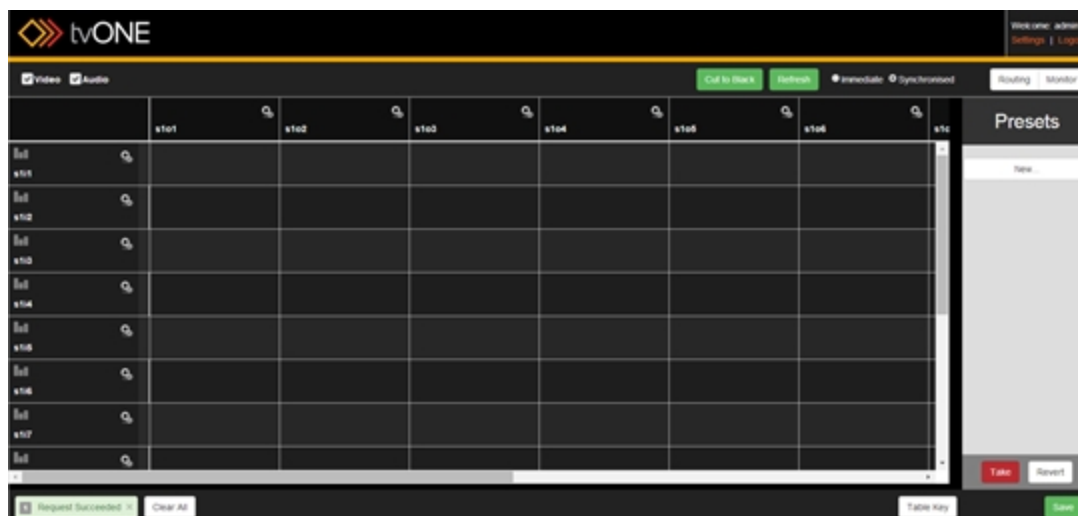 tvONE
Welcome: admin
Settings | Logo
Video Audio Cut to Black Refresh Immediate Synchronised Routing Monitor
Presets
s1o1 s1o2 s1o3 s1o4 s1o5 s1o6 s1o
New...
s1i1
s1i2
s1i3
s1i4
s1i5
s1i6
s1i7
Take Revert
Request Succeeded × Clear All Table Key Save